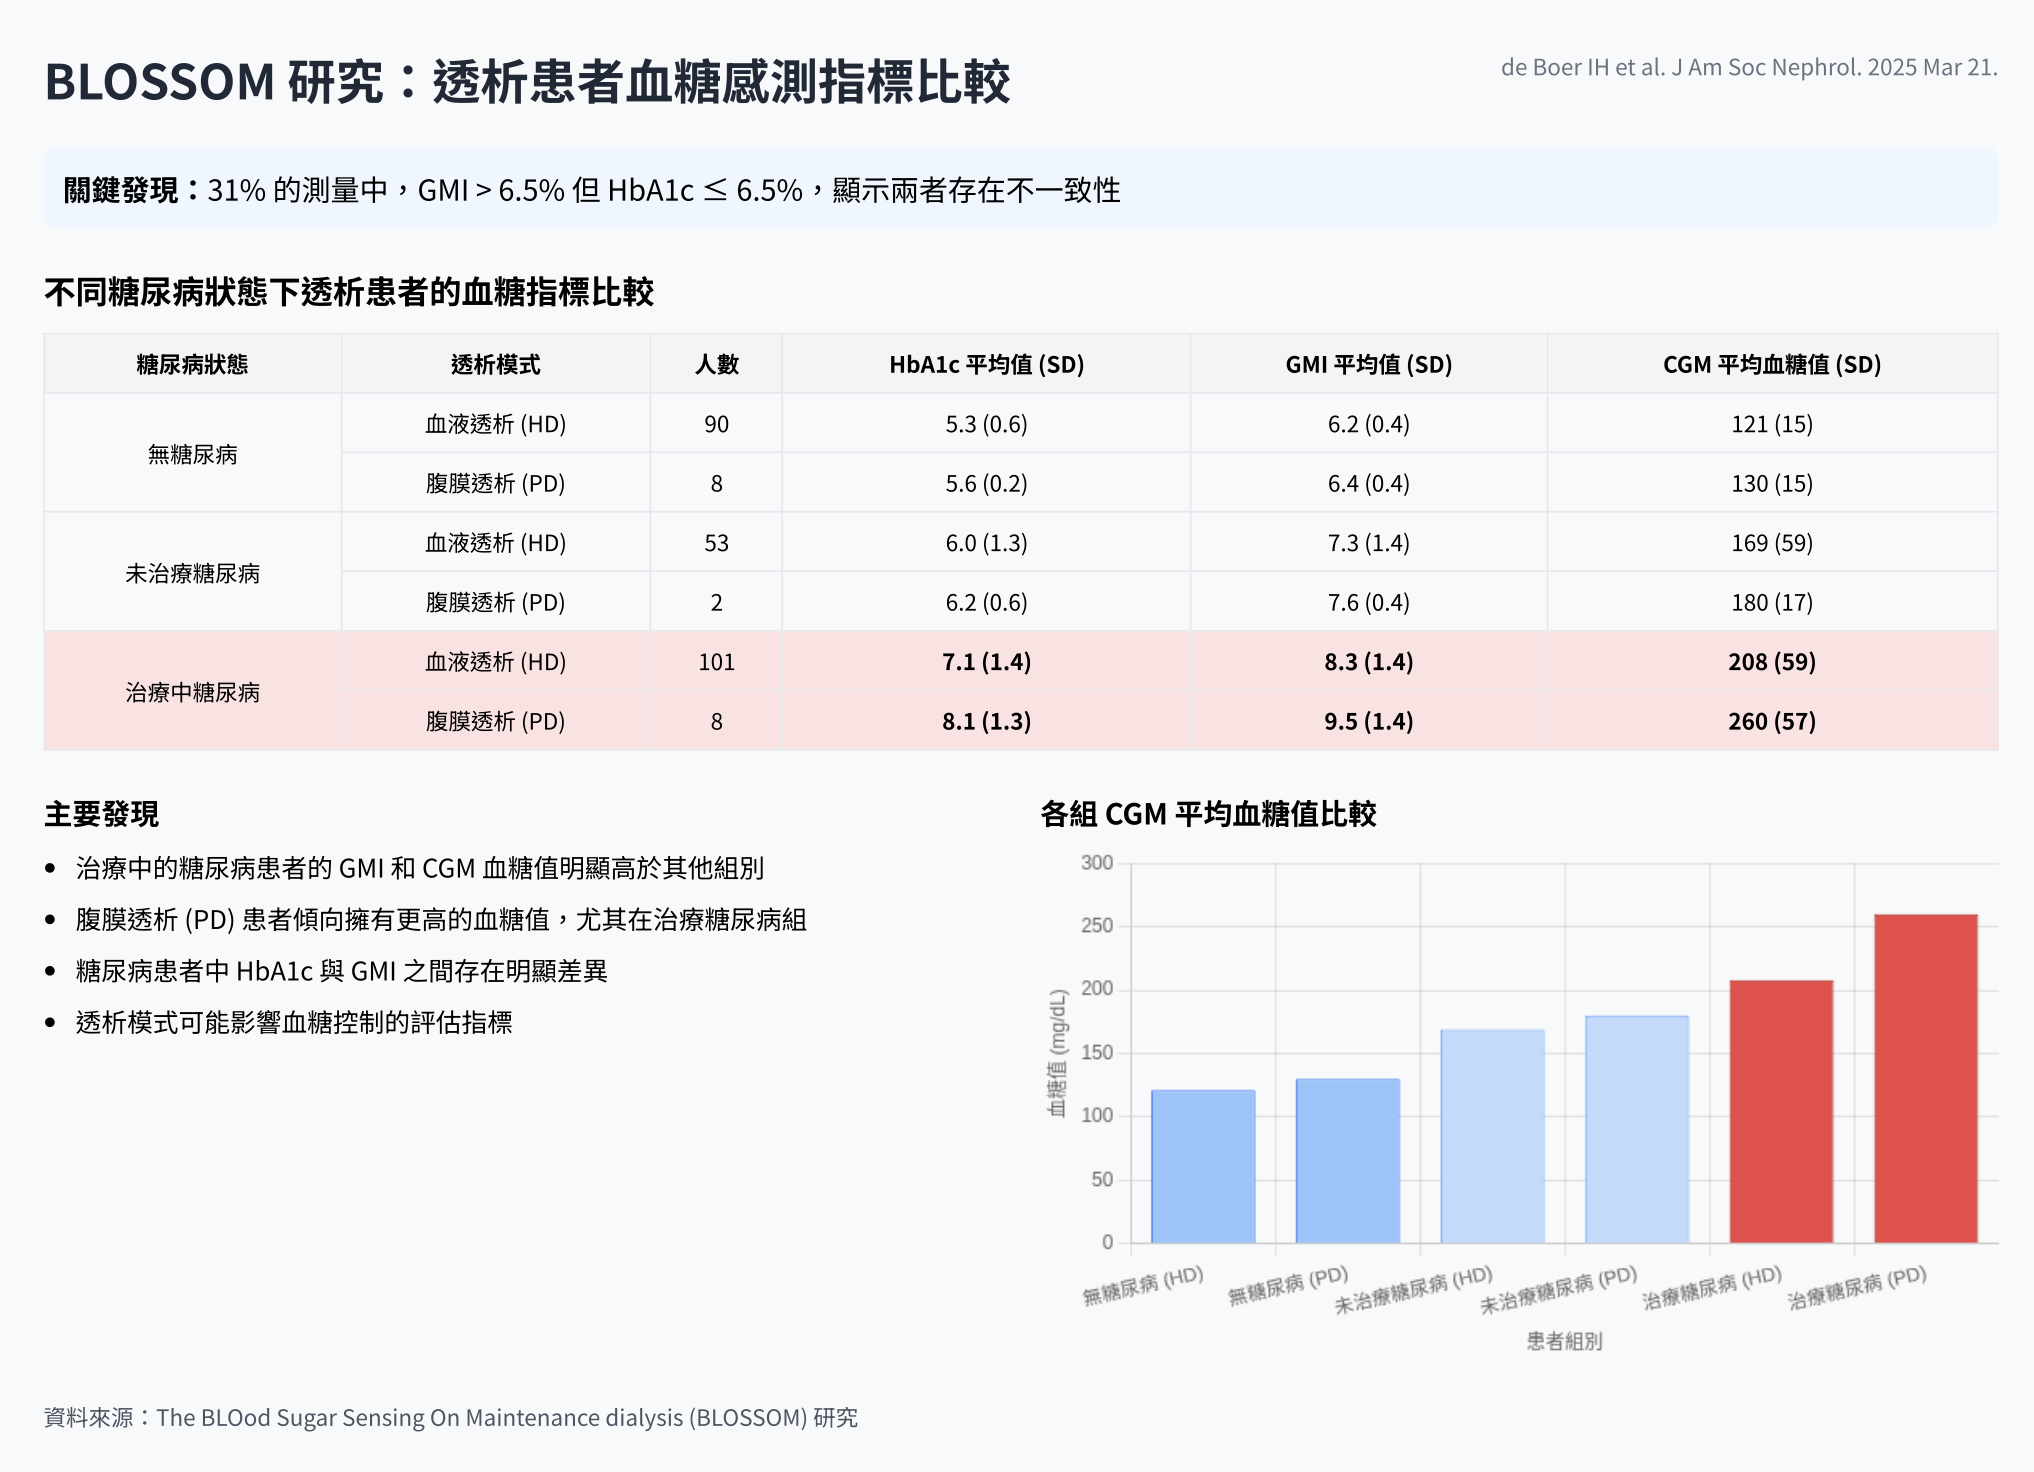 BLOSSOM 研究：透析患者血糖感測指標比較
de Boer IH et al. J Am Soc Nephrol. 2025 Mar 21.
關鍵發現：31% 的測量中，GMI > 6.5% 但 HbA1c ≤ 6.5%，顯示兩者存在不一致性
不同糖尿病狀態下透析患者的血糖指標比較
糖尿病狀態 透析模式 人數 HbA1c 平均值 (SD) GMI 平均值 (SD) CGM 平均血糖值 (SD)
無糖尿病 血液透析 (HD) 90 5.3 (0.6) 6.2 (0.4) 121 (15)
腹膜透析 (PD) 8 5.6 (0.2) 6.4 (0.4) 130 (15)
未治療糖尿病 血液透析 (HD) 53 6.0 (1.3) 7.3 (1.4) 169 (59)
腹膜透析 (PD) 2 6.2 (0.6) 7.6 (0.4) 180 (17)
治療中糖尿病 血液透析 (HD) 101 7.1 (1.4) 8.3 (1.4) 208 (59)
腹膜透析 (PD) 8 8.1 (1.3) 9.5 (1.4) 260 (57)
主要發現
• 治療中的糖尿病患者的 GMI 和 CGM 血糖值明顯高於其他組別
• 腹膜透析 (PD) 患者傾向擁有更高的血糖值，尤其在治療糖尿病組
• 糖尿病患者中 HbA1c 與 GMI 之間存在明顯差異
• 透析模式可能影響血糖控制的評估指標
各組 CGM 平均血糖值比較
血糖值 (mg/dL)
300
250
200
150
100
50
0
無糖尿病 (HD)
無糖尿病 (PD)
未治療糖尿病 (HD)
未治療糖尿病 (PD)
治療糖尿病 (HD)
治療糖尿病 (PD)
患者組別
資料來源：The BLOod Sugar Sensing On Maintenance dialysis (BLOSSOM) 研究